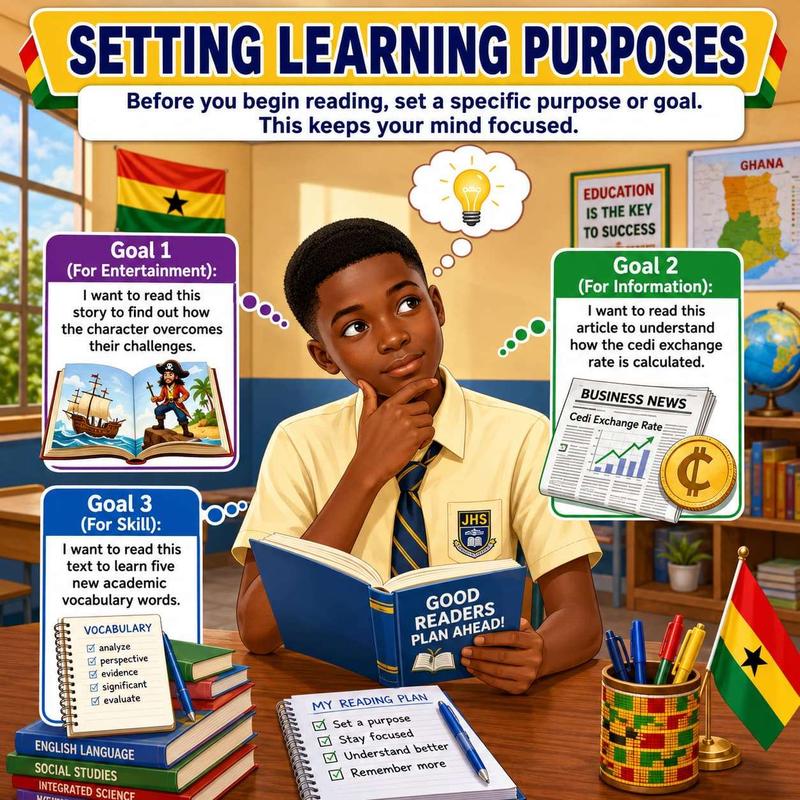 SETTING LEARNING PURPOSES
Before you begin reading, set a specific purpose or goal.
This keeps your mind focused.
GHANA
EDUCATION
IS THE KEY
TO SUCCESS
Goal 1
(For Entertainment):
I want to read this
story to find out how
the character overcomes
their challenges.
Goal 2
(For Information):
I want to read this
article to understand
how the cedi exchange
rate is calculated.
BUSINESS NEWS
Cedi Exchange Rate
₵
Goal 3
(For Skill):
I want to read this
text to learn five
new academic
vocabulary words.
VOCABULARY
analyze
perspective
evidence
significant
evaluate
JHS
GOOD
READERS
PLAN AHEAD!
MY READING PLAN
Set a purpose
Stay focused
Understand better
Remember more
ENGLISH LANGUAGE
SOCIAL STUDIES
INTEGRATED SCIENCE